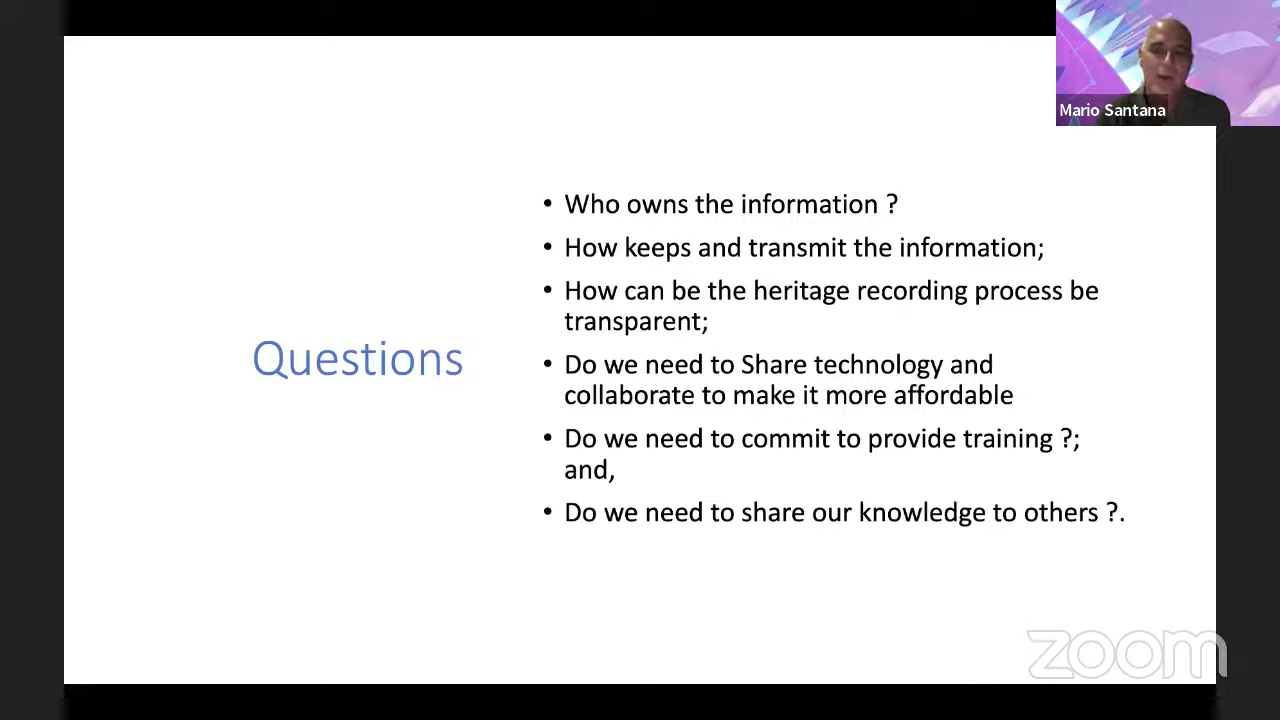 Mario Santana
Questions
• Who owns the information ?
• How keeps and transmit the information;
• How can be the heritage recording process be
transparent;
• Do we need to Share technology and
collaborate to make it more affordable
• Do we need to commit to provide training ?;
and,
• Do we need to share our knowledge to others ?.
zoom